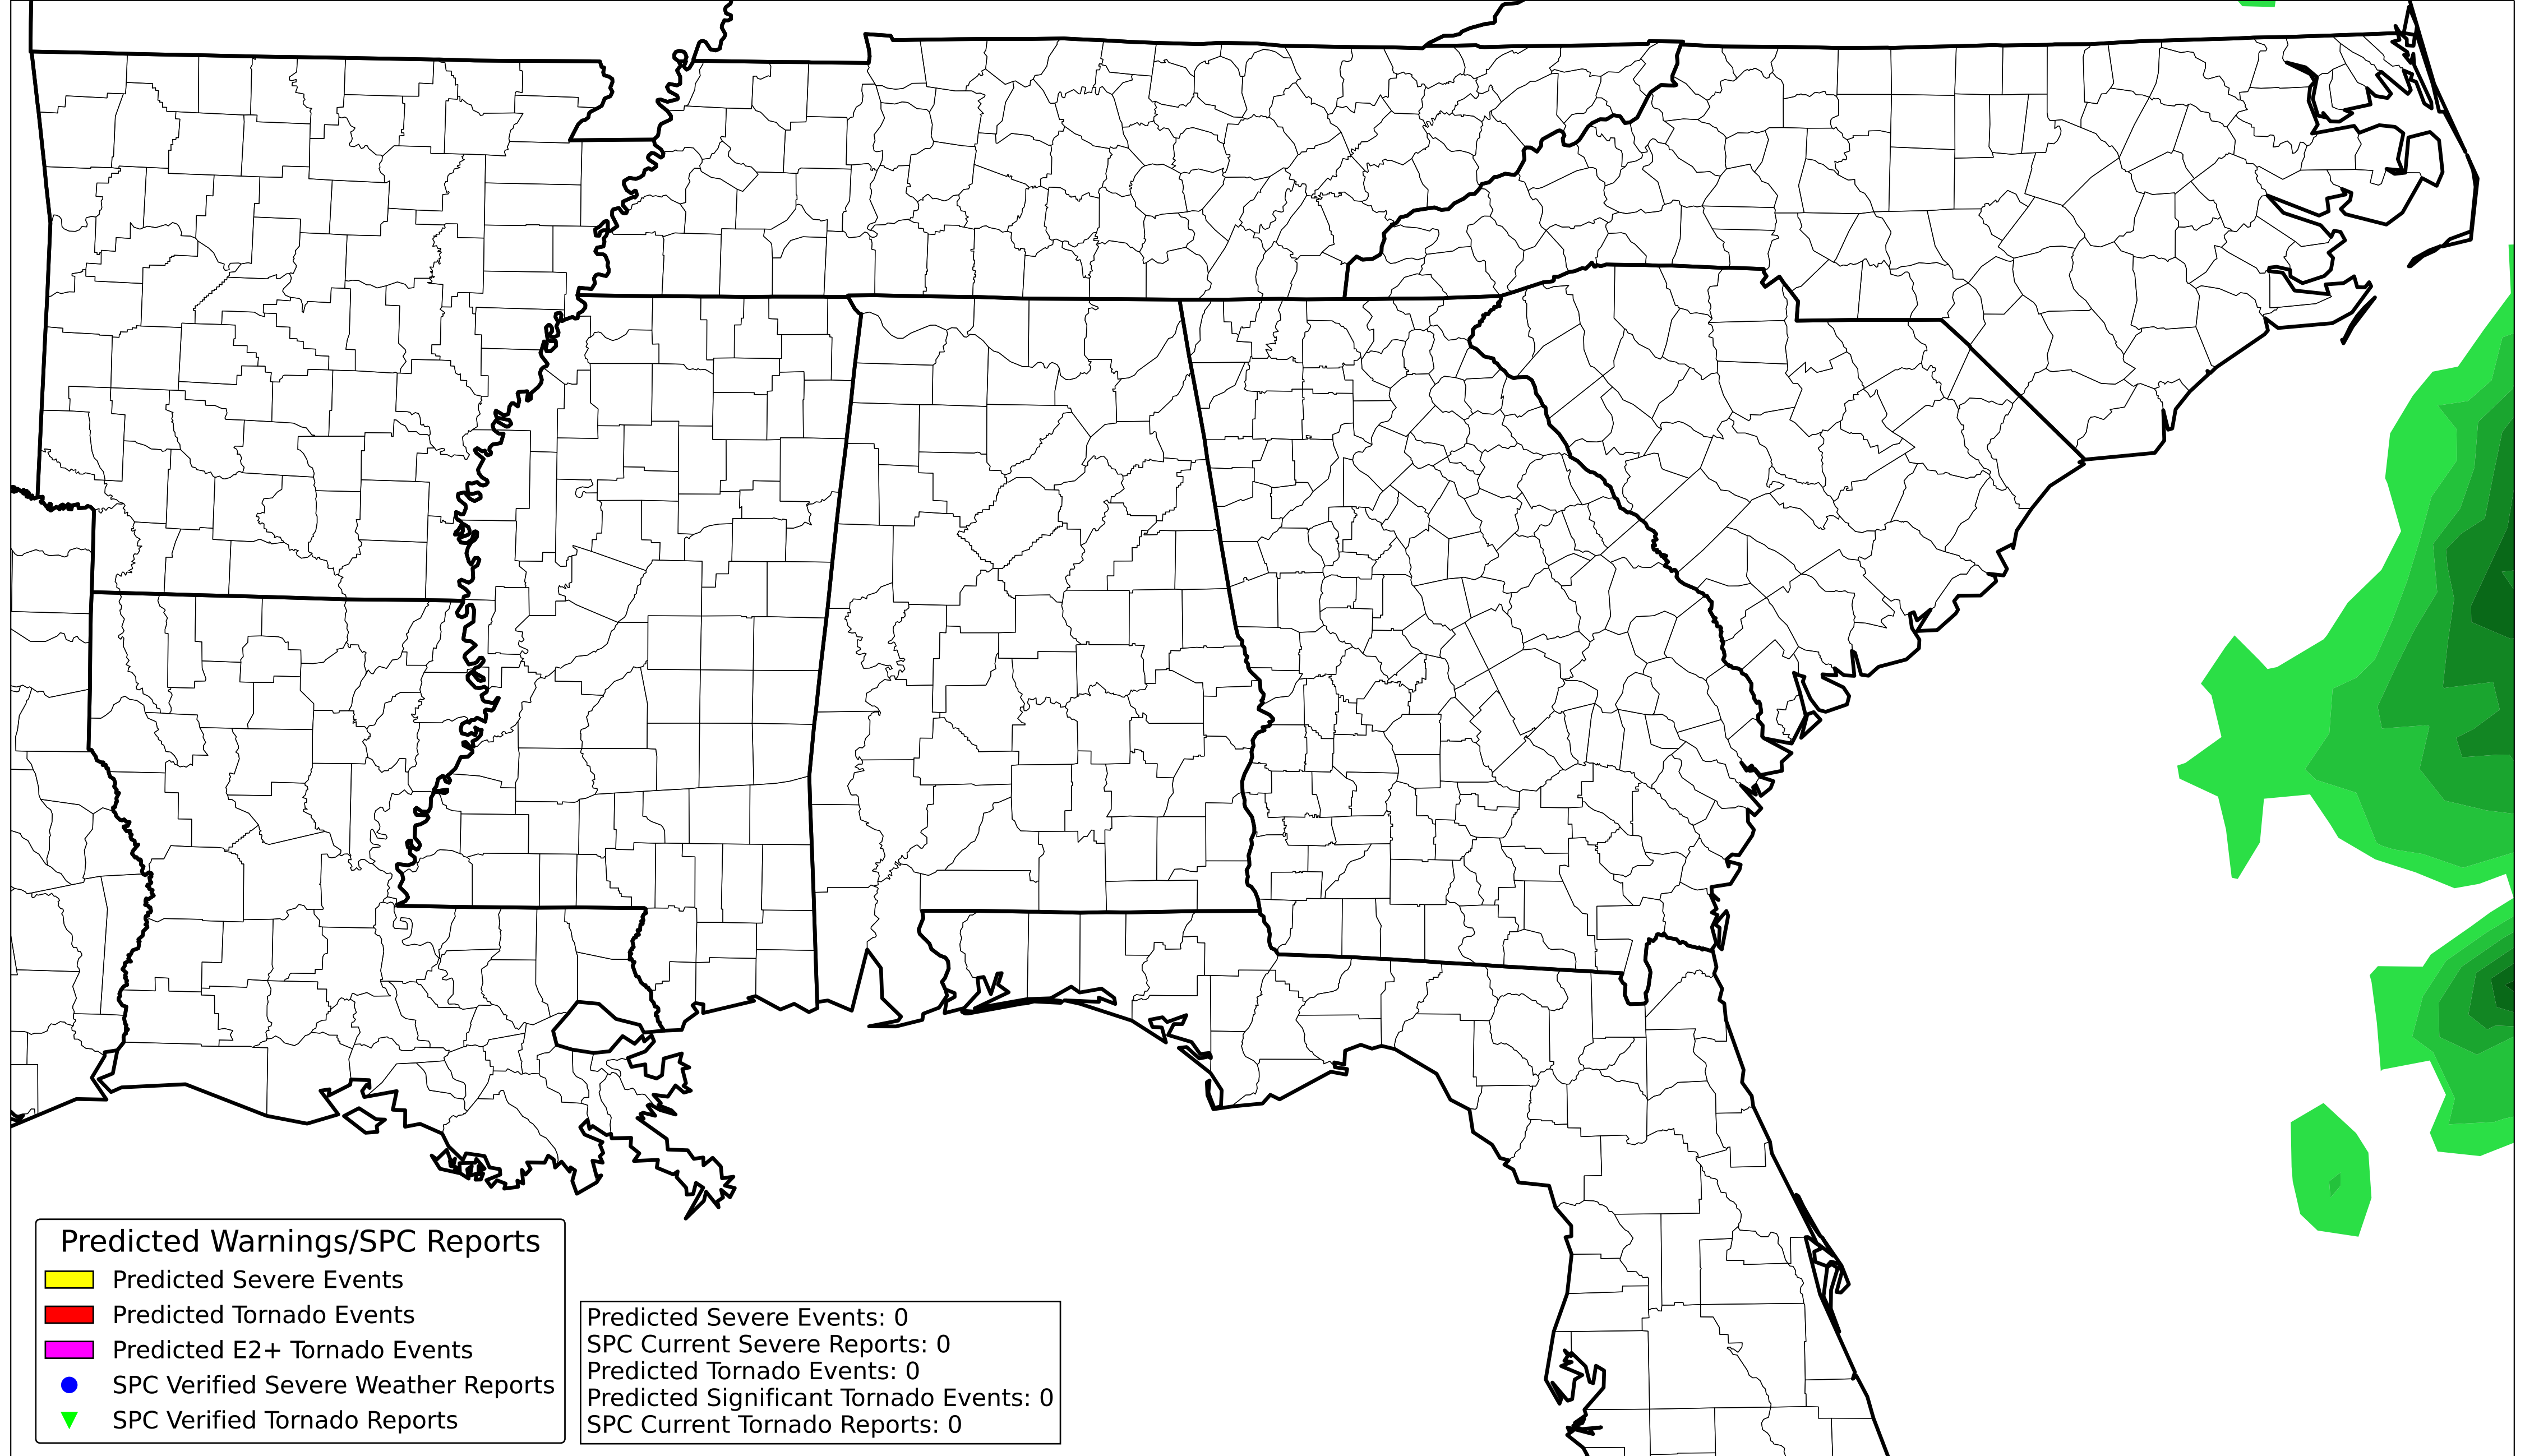 Predicted Warnings/SPC Reports
Predicted Severe Events
Predicted Tornado Events
Predicted E2+ Tornado Events
SPC Verified Severe Weather Reports
SPC Verified Tornado Reports
Predicted Severe Events: 0
SPC Current Severe Reports: 0
Predicted Tornado Events: 0
Predicted Significant Tornado Events: 0
SPC Current Tornado Reports: 0